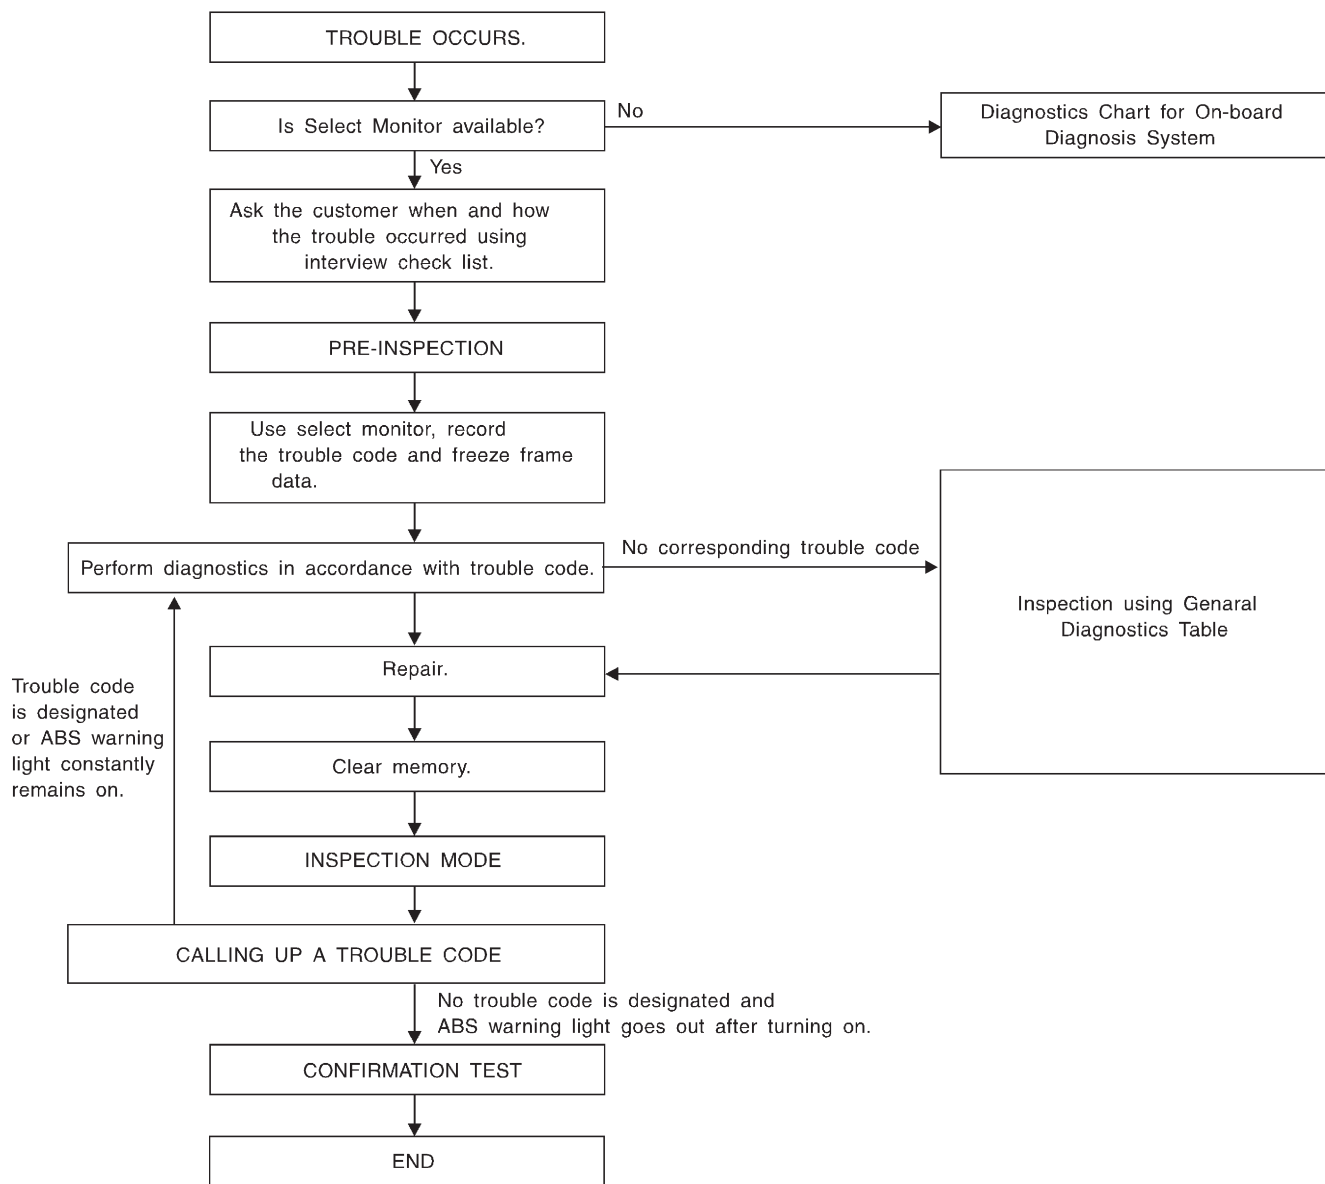 TROUBLE OCCURS.
Is Select Monitor available?
No
Diagnostics Chart for On-board
Diagnosis System
Yes
Ask the customer when and how
the trouble occurred using
interview check list.
PRE-INSPECTION
Use select monitor, record
the trouble code and freeze frame
data.
Perform diagnostics in accordance with trouble code.
No corresponding trouble code
Inspection using Genaral
Diagnostics Table
Repair.
Trouble code
is designated
or ABS warning
light constantly
remains on.
Clear memory.
INSPECTION MODE
CALLING UP A TROUBLE CODE
No trouble code is designated and
ABS warning light goes out after turning on.
CONFIRMATION TEST
END